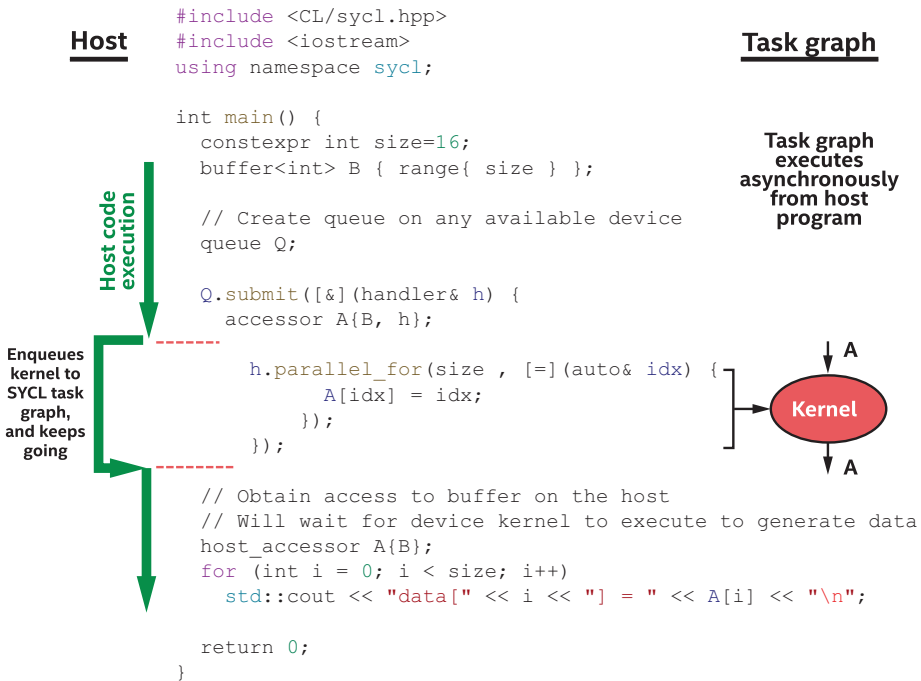 Host
Task graph
#include <CL/sycl.hpp>
#include <iostream>
using namespace sycl;
int main() {
constexpr int size=16;
buffer<int> B { range{ size } };
// Create queue on any available device
queue Q;
Q.submit([&](handler& h) {
accessor A{B, h};
h.parallel_for(size , [=](auto& idx) {
A[idx] = idx;
});
});
// Obtain access to buffer on the host
// Will wait for device kernel to execute to generate data
host_accessor A{B};
for (int i = 0; i < size; i++)
std::cout << "data[" << i << "] = " << A[i] << "\n";
return 0;
}
Host code
execution
Enqueues
kernel to
SYCL task
graph,
and keeps
going
Task graph
executes
asynchronously
from host
program
A
Kernel
A